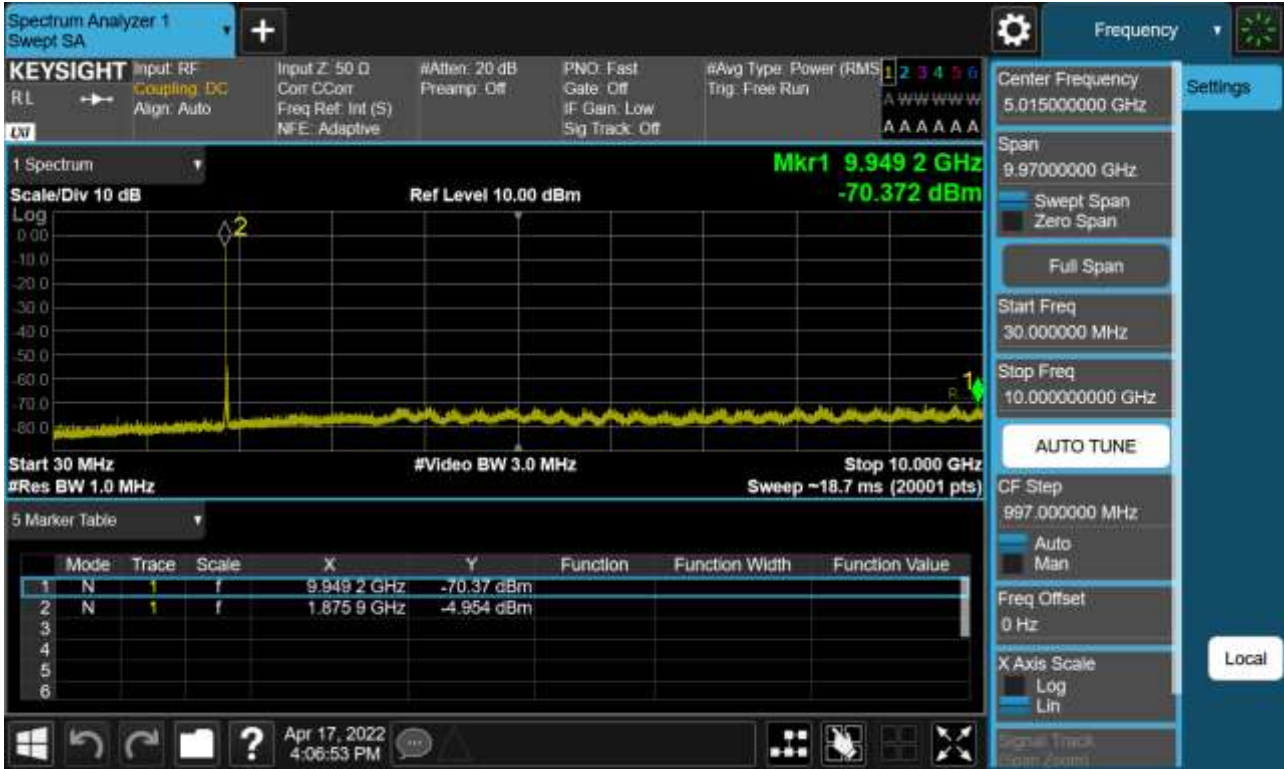 Spectrum Analyzer 1
Swept SA
+
Frequency
KEYSIGHT
RL
LXI
Input: RF
Coupling: DC
Align: Auto
Input Z: 50 Ω
Corr CCorr
Freq Ref: Int (S)
NFE: Adaptive
#Atten: 20 dB
Preamp: Off
PNO: Fast
Gate: Off
IF Gain: Low
Sig Track: Off
#Avg Type: Power (RMS
Trig: Free Run
1 2 3 4 5 6
A W W W W W
A A A A A A
1 Spectrum
Scale/Div 10 dB
Ref Level 10.00 dBm
Mkr1 9.949 2 GHz
-70.372 dBm
Log
0.00
-10.0
-20.0
-30.0
-40.0
-50.0
-60.0
-70.0
-80.0
2
1
Start 30 MHz
#Video BW 3.0 MHz
Stop 10.000 GHz
#Res BW 1.0 MHz
Sweep ~18.7 ms (20001 pts)
5 Marker Table
Mode Trace Scale X Y Function Function Width Function Value
1 N 1 f 9.949 2 GHz -70.37 dBm
2 N 1 f 1.875 9 GHz -4.954 dBm
3
4
5
6
?
Apr 17, 2022
4:06:53 PM
Center Frequency
5.015000000 GHz
Span
9.97000000 GHz
Swept Span
Zero Span
Full Span
Start Freq
30.000000 MHz
Stop Freq
10.000000000 GHz
AUTO TUNE
CF Step
997.000000 MHz
Auto
Man
Freq Offset
0 Hz
X Axis Scale
Log
Lin
Signal Track
(Span Zoom)
Settings
Local